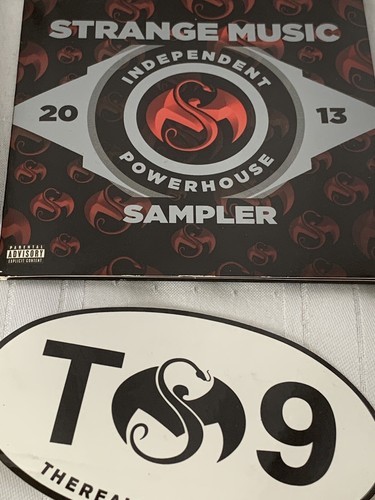 STRANGE MUSIC
INDEPENDENT
20 13
POWERHOUSE
SAMPLER
PARENTAL
ADVISORY
EXPLICIT CONTENT
T 9